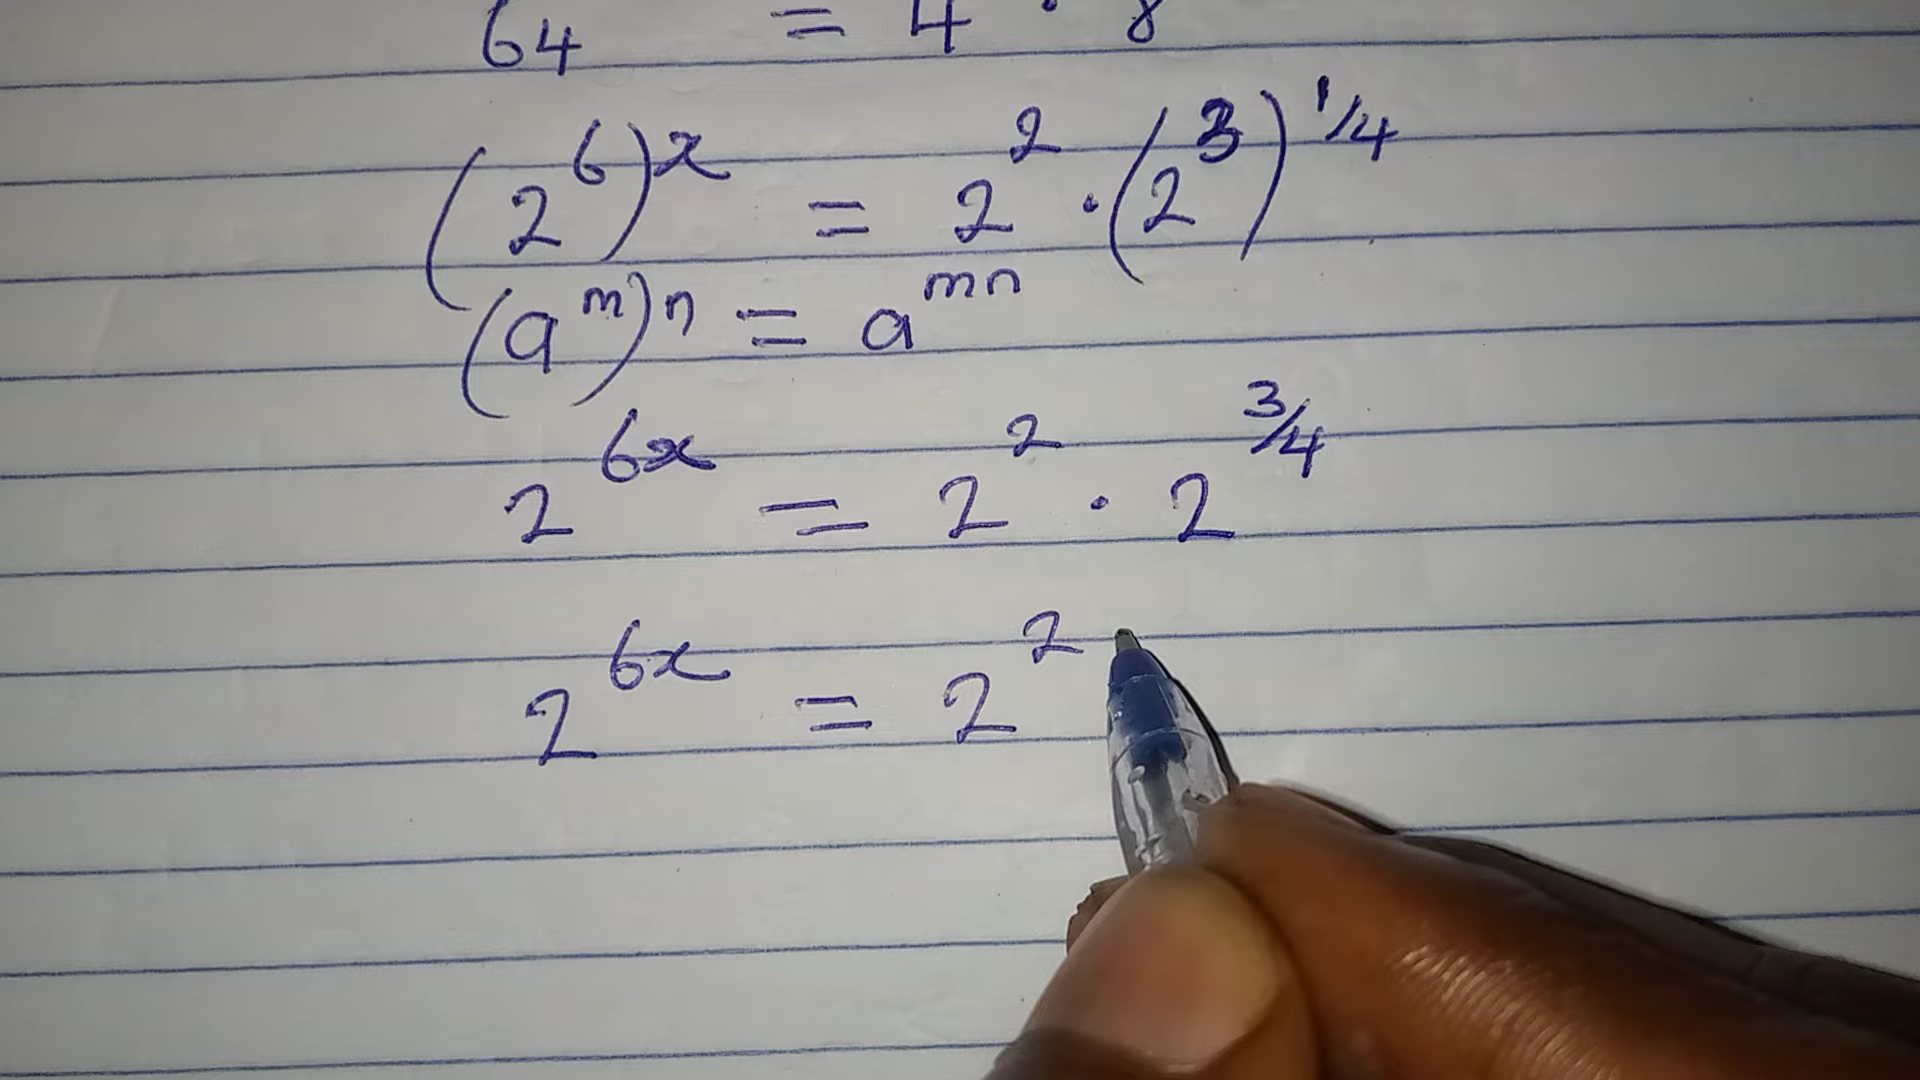 64 = 4 · 8
(2^6)^x = 2^2 · (2^3)^1/4
(a^m)^n = a^mn
2^6x = 2^2 · 2^3/4
2^6x = 2^2